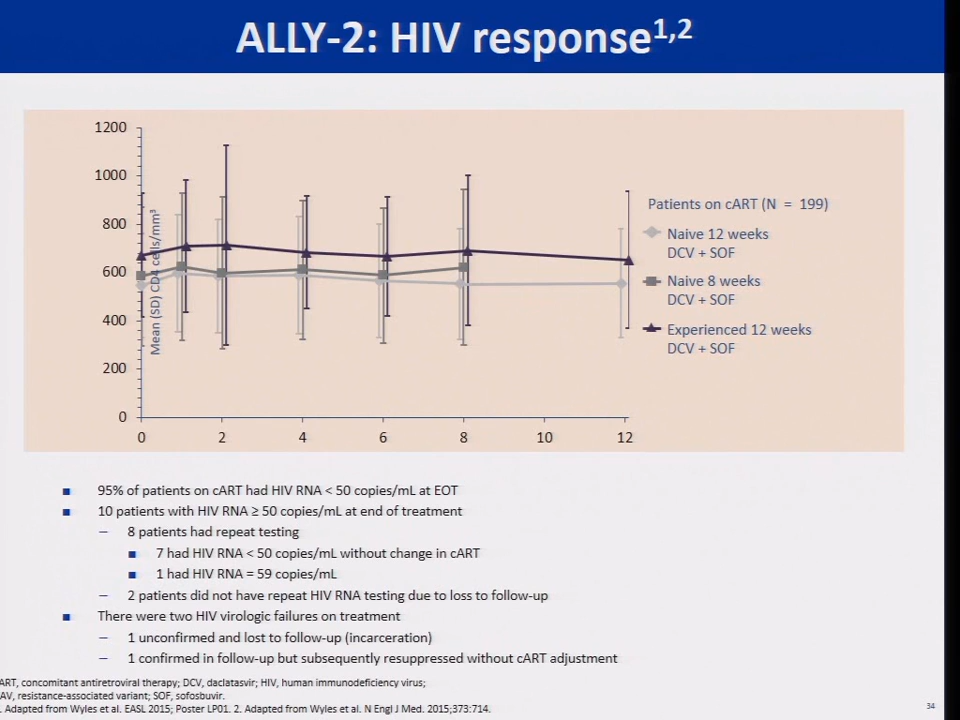 ALLY-2: HIV response1,2
1200
1000
800
600
400
200
0
Mean (SD) CD4 cells/mm³
0 2 4 6 8 10 12
Patients on cART (N = 199)
Naive 12 weeks
DCV + SOF
Naive 8 weeks
DCV + SOF
Experienced 12 weeks
DCV + SOF
■ 95% of patients on cART had HIV RNA < 50 copies/mL at EOT
■ 10 patients with HIV RNA ≥ 50 copies/mL at end of treatment
– 8 patients had repeat testing
■ 7 had HIV RNA < 50 copies/mL without change in cART
■ 1 had HIV RNA = 59 copies/mL
– 2 patients did not have repeat HIV RNA testing due to loss to follow-up
■ There were two HIV virologic failures on treatment
– 1 unconfirmed and lost to follow-up (incarceration)
– 1 confirmed in follow-up but subsequently resuppressed without cART adjustment
ART, concomitant antiretroviral therapy; DCV, daclatasvir; HIV, human immunodeficiency virus;
AV, resistance-associated variant; SOF, sofosbuvir.
. Adapted from Wyles et al. EASL 2015; Poster LP01. 2. Adapted from Wyles et al. N Engl J Med. 2015;373:714.
34